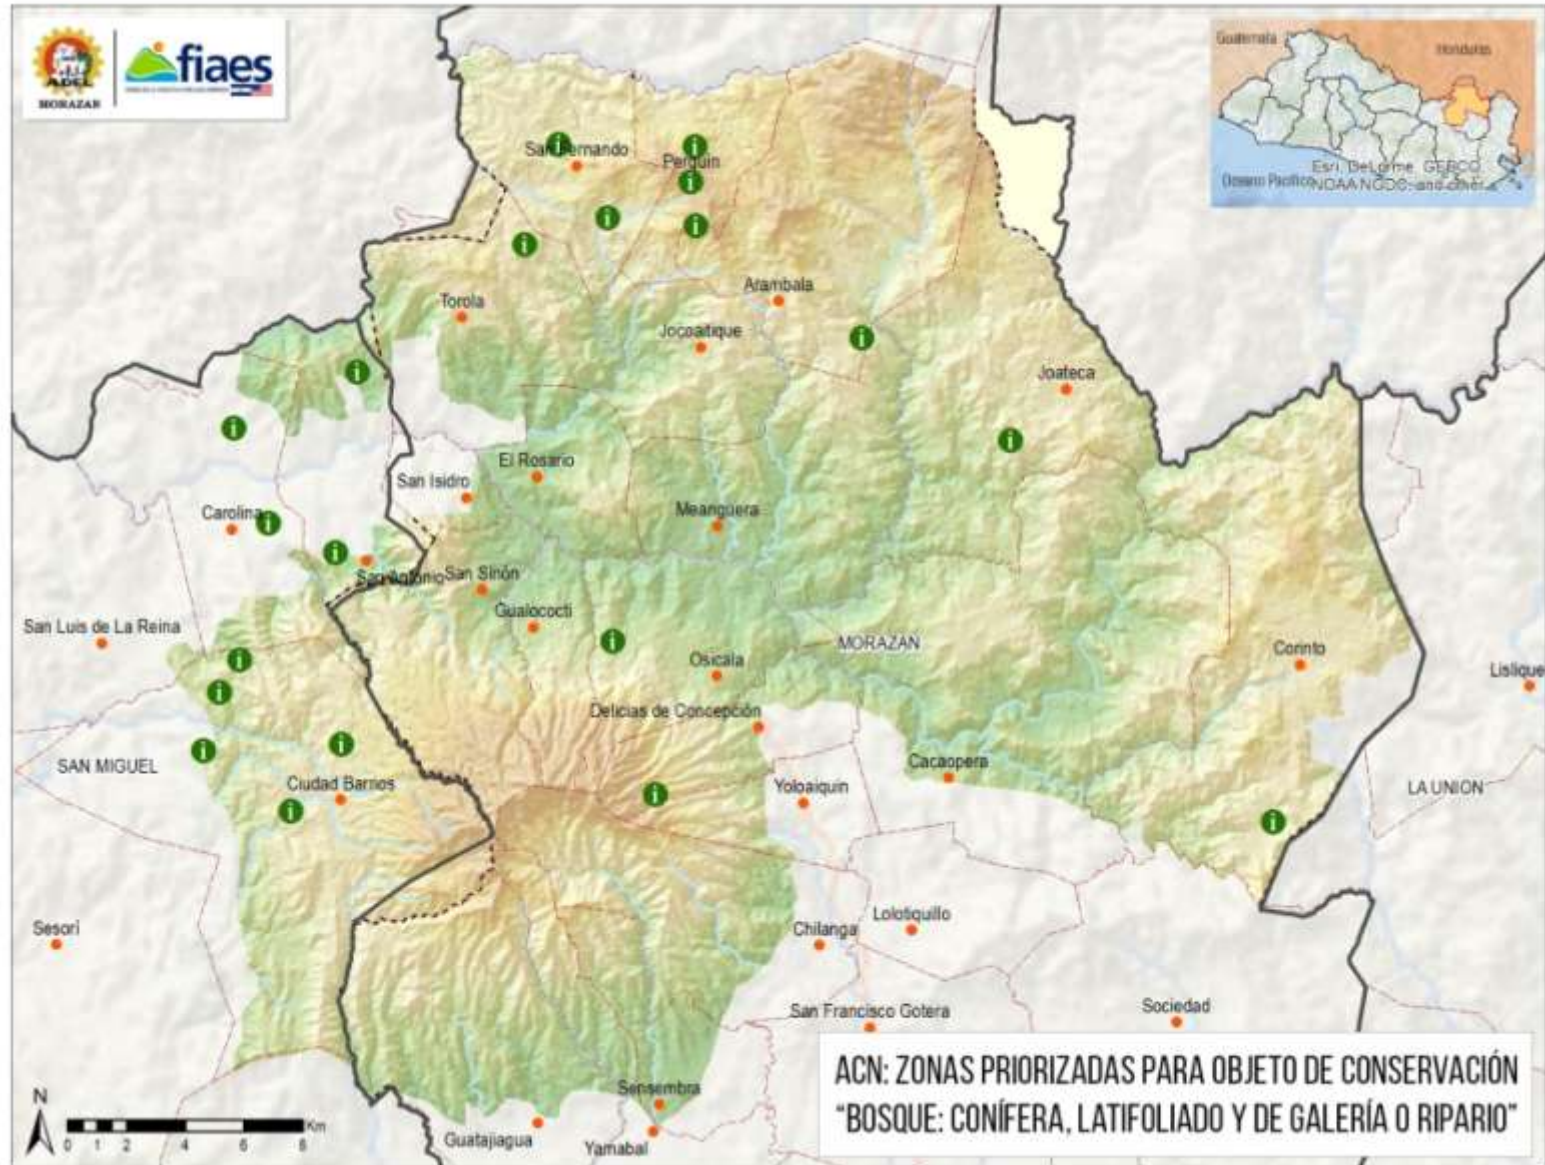 ADEL
MORAZAN
fiaes
Guatemala
Honduras
Esri, DeLorme, GEBCO,
Oceano Pacífico
NOAA NGDC, and other
San Fernando
Perquin
Torola
Arambala
Jocoaitique
Joateca
San Isidro
El Rosario
Carolina
Meanguera
San Antonio
San Simón
Gualococti
San Luis de La Reina
MORAZAN
Osicala
Corinto
Lislique
Delicias de Concepción
SAN MIGUEL
Ciudad Barrios
Cacaopera
Yoloaiquin
LA UNION
Sesori
Chilanga
Lolotiquillo
San Francisco Gotera
Sociedad
Sensembra
Guatajiagua
Yamabal
N
Km
0 1 2 4 6 8
ACN: ZONAS PRIORIZADAS PARA OBJETO DE CONSERVACIÓN
“BOSQUE: CONÍFERA, LATIFOLIADO Y DE GALERÍA O RIPARIO”